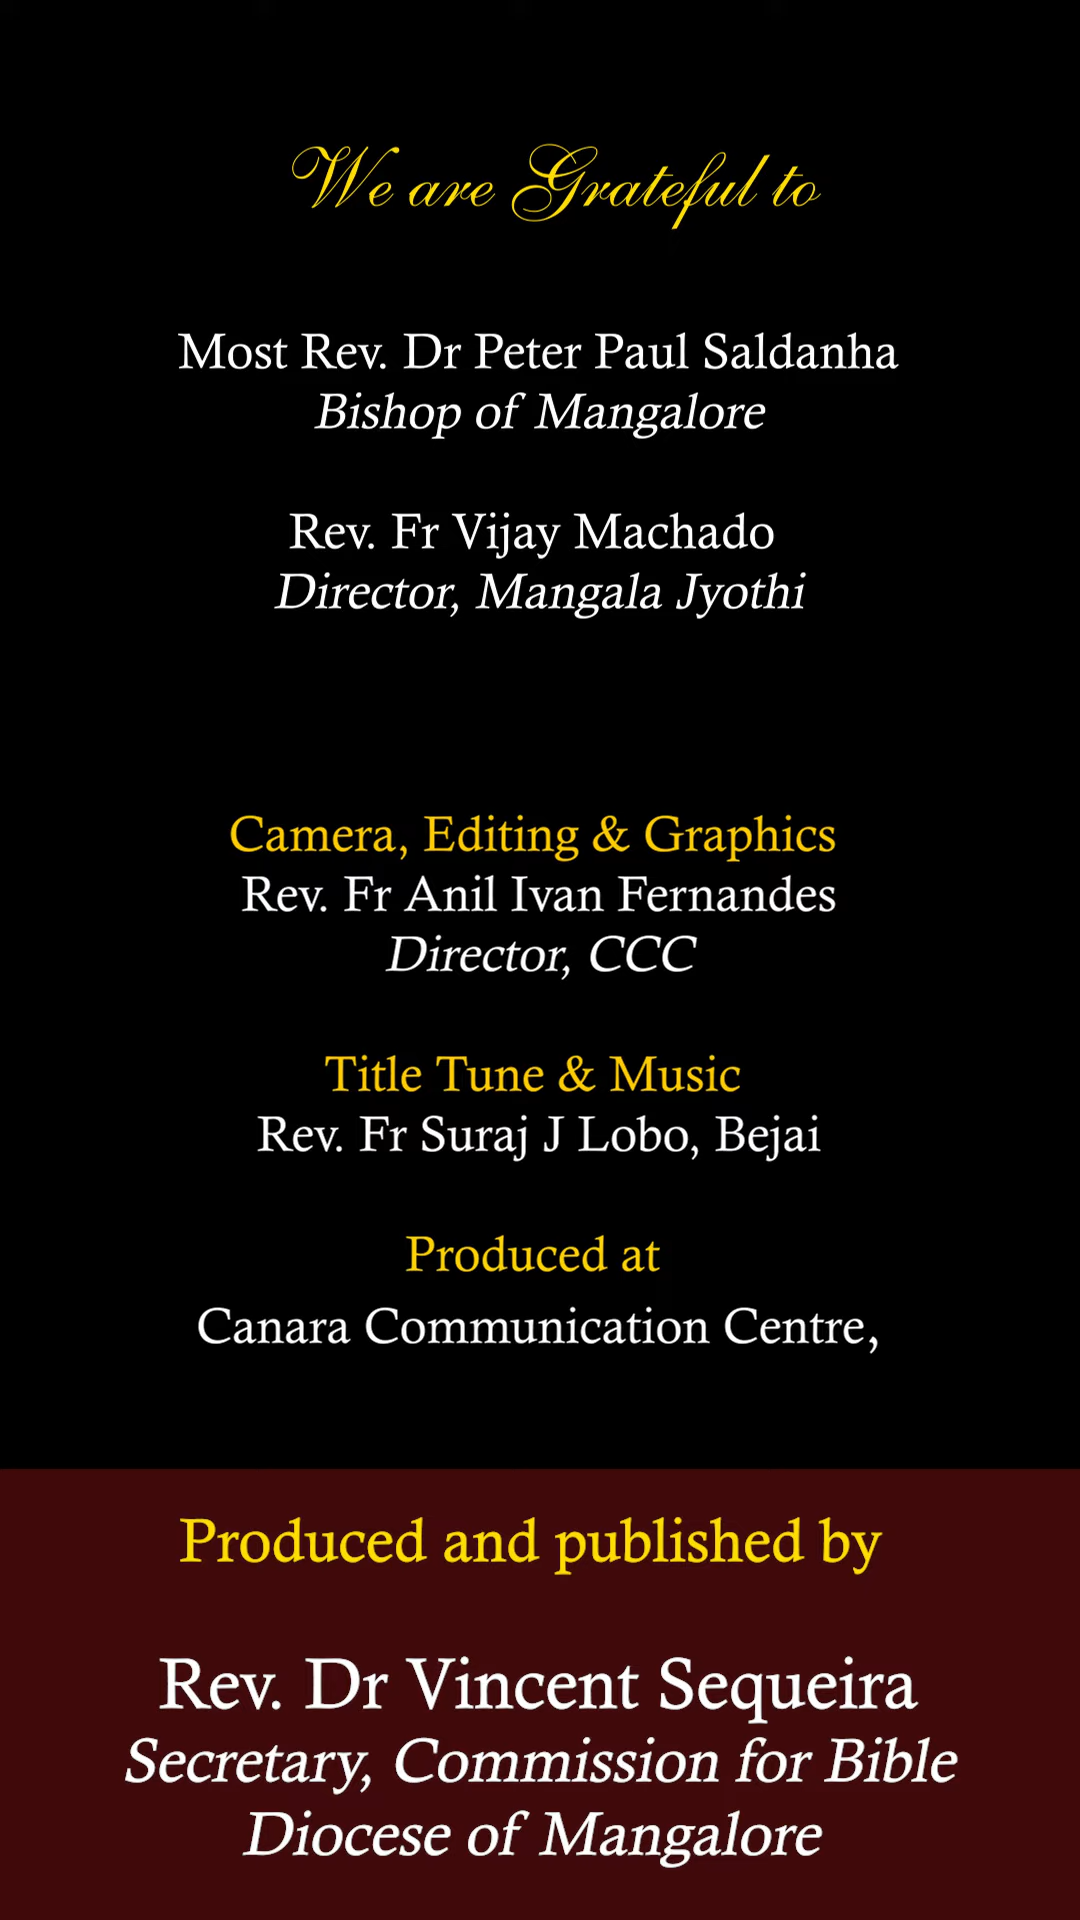 We are Grateful to
Most Rev. Dr Peter Paul Saldanha
Bishop of Mangalore
Rev. Fr Vijay Machado
Director, Mangala Jyothi
Camera, Editing & Graphics
Rev. Fr Anil Ivan Fernandes
Director, CCC
Title Tune & Music
Rev. Fr Suraj J Lobo, Bejai
Produced at
Canara Communication Centre,
Produced and published by
Rev. Dr Vincent Sequeira
Secretary, Commission for Bible
Diocese of Mangalore